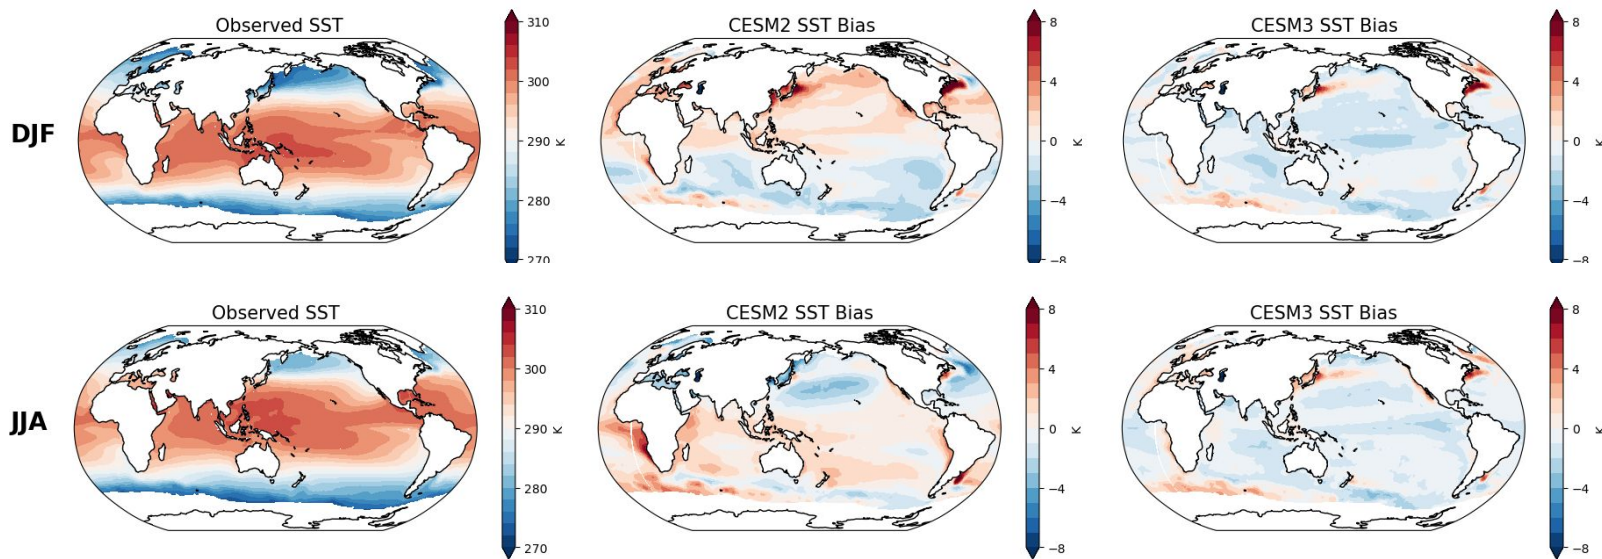 Observed SST
CESM2 SST Bias
CESM3 SST Bias
DJF
310
300
290
280
270
K
8
4
0
−4
−8
K
8
4
0
−4
−8
K
Observed SST
CESM2 SST Bias
CESM3 SST Bias
JJA
310
300
290
280
270
K
8
4
0
−4
−8
K
8
4
0
−4
−8
K